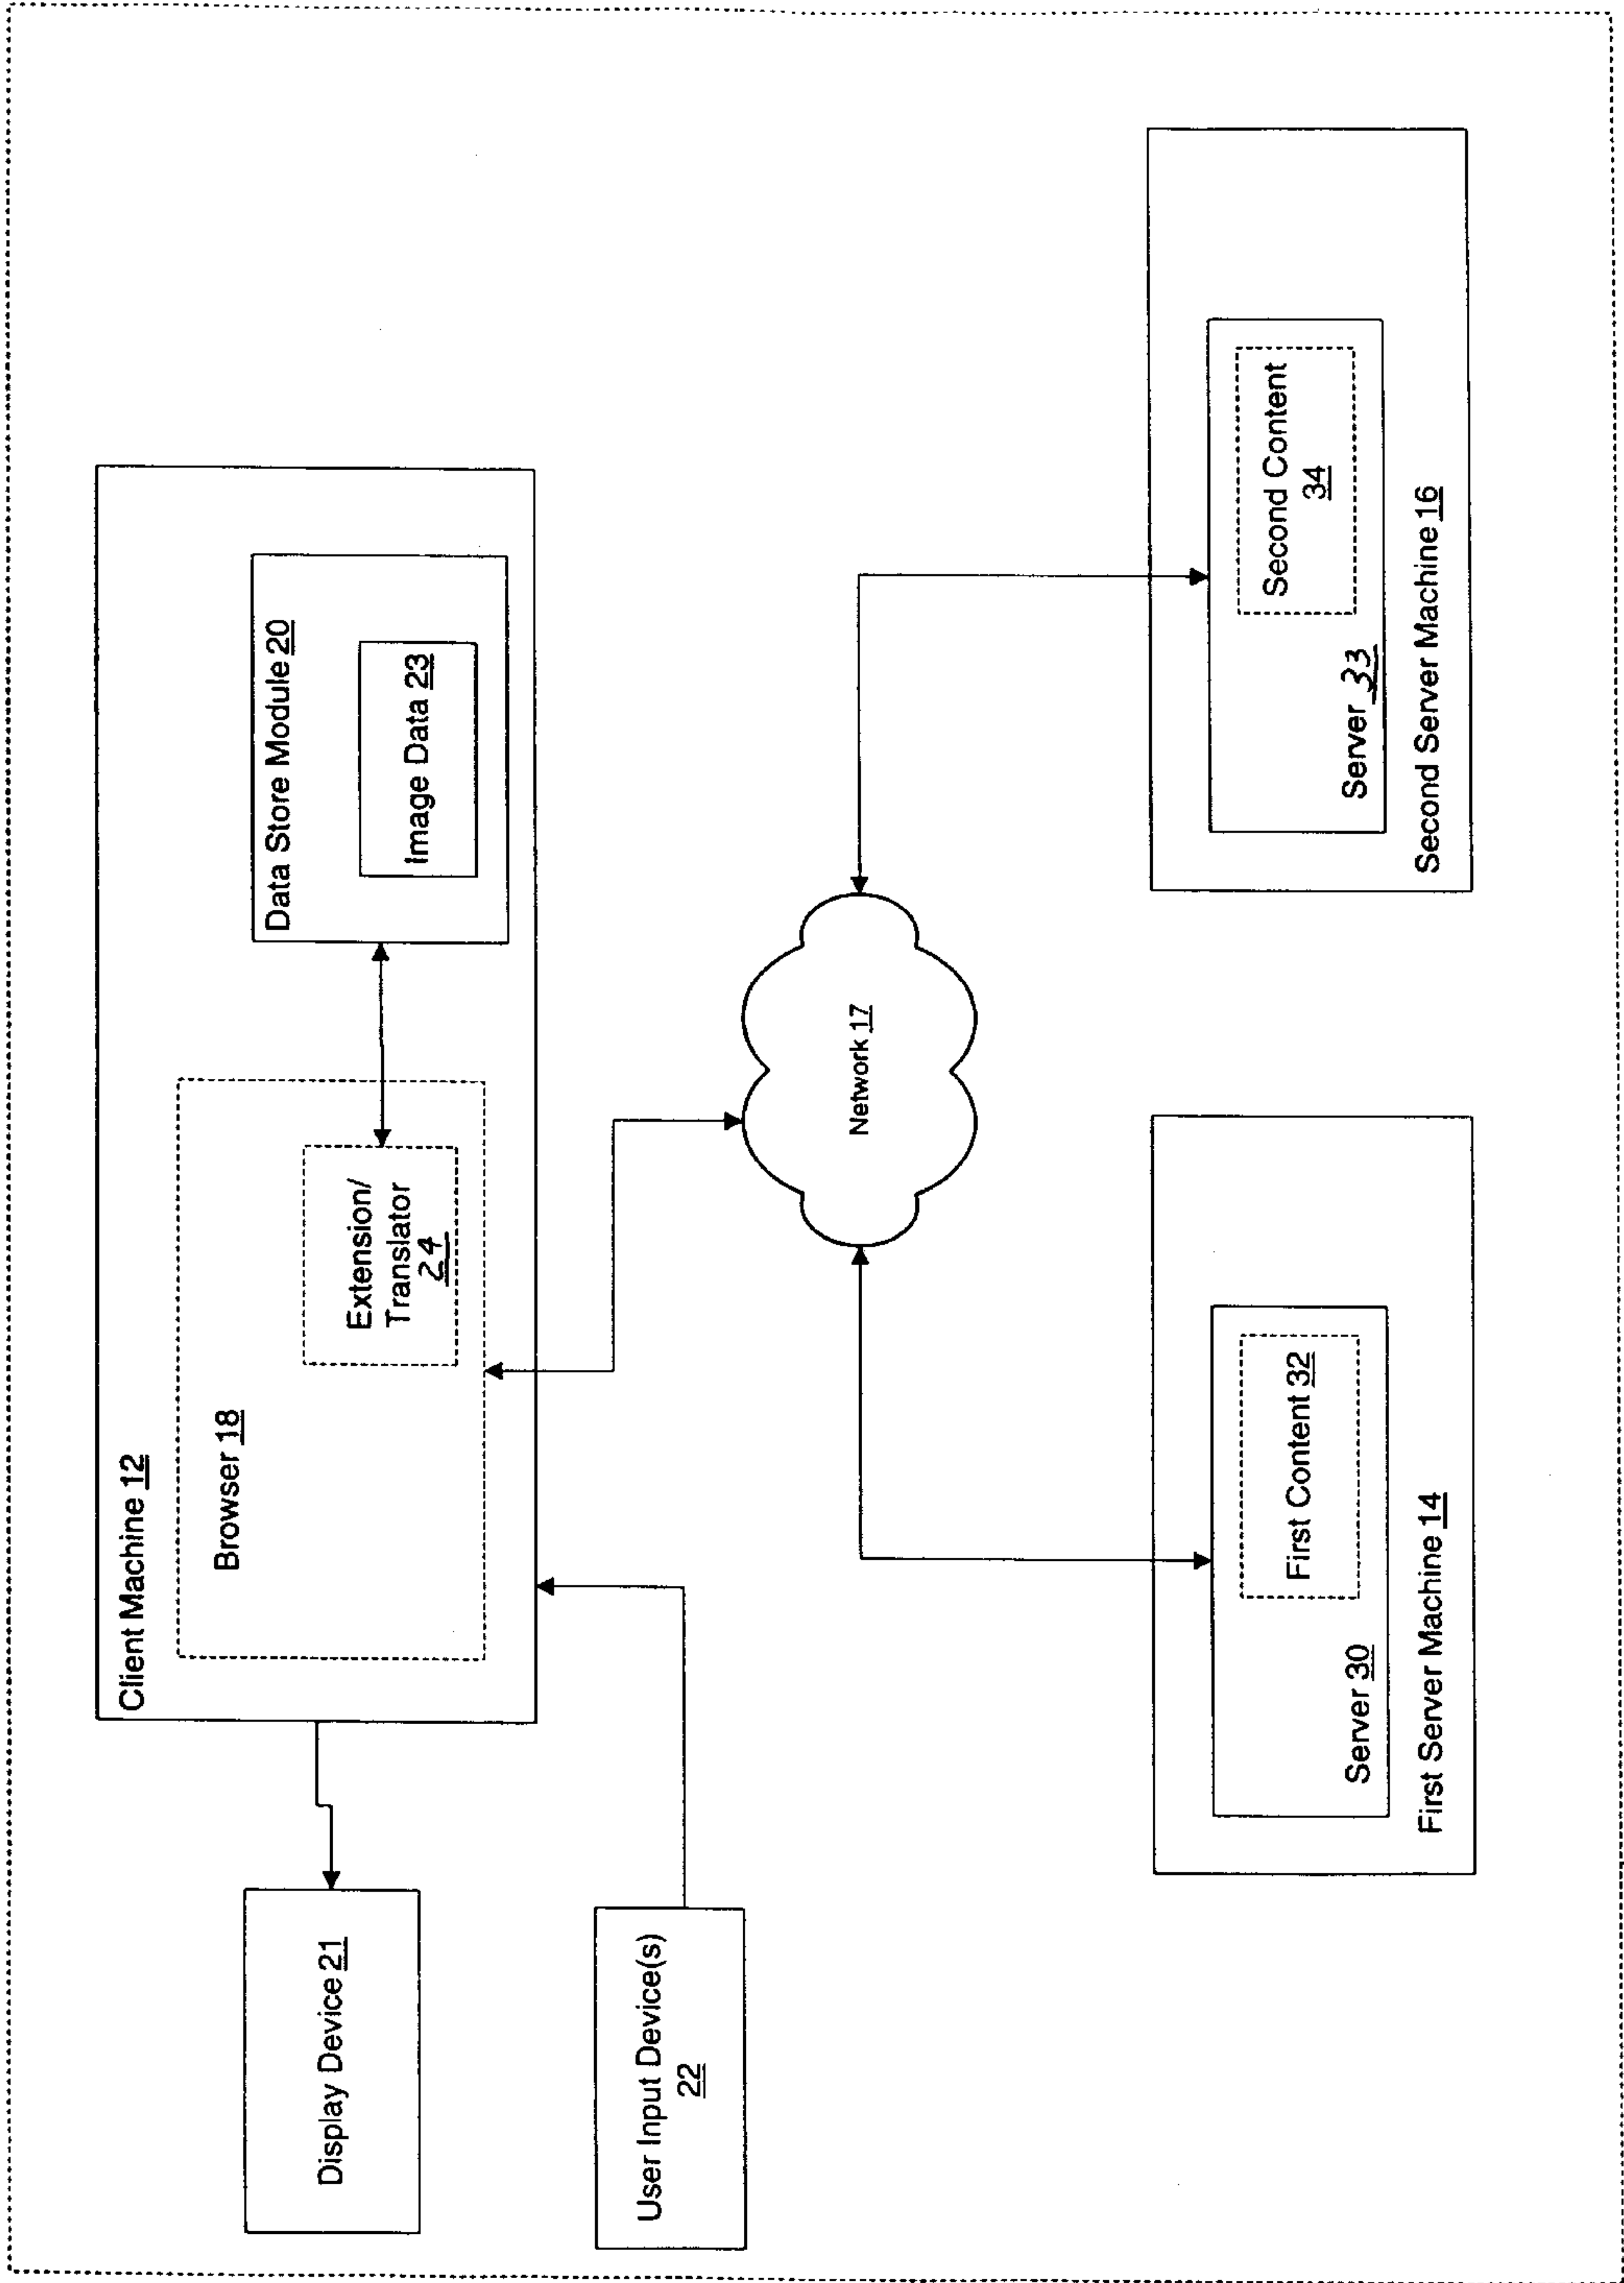 Client Machine 12
Browser 18
Extension/
Translator
24
Data Store Module 20
Image Data 23
Display Device 21
User Input Device(s)
22
Network 17
First Content 32
Server 30
First Server Machine 14
Second Content
34
Server 33
Second Server Machine 16